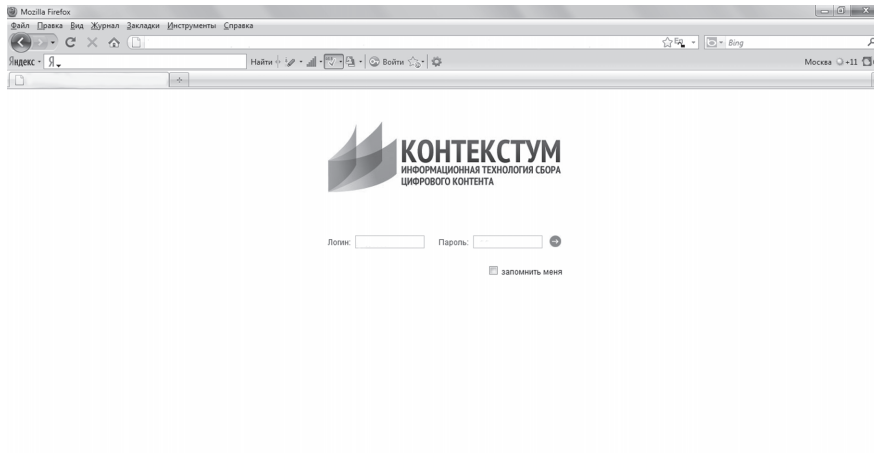 Mozilla Firefox
Файл Правка Вид Журнал Закладки Инструменты Справка
Bing
Яндекс Я Найти Войти Москва +11
КОНТЕКСТУМ
ИНФОРМАЦИОННАЯ ТЕХНОЛОГИЯ СБОРА
ЦИФРОВОГО КОНТЕНТА
Логин: Пароль:
запомнить меня